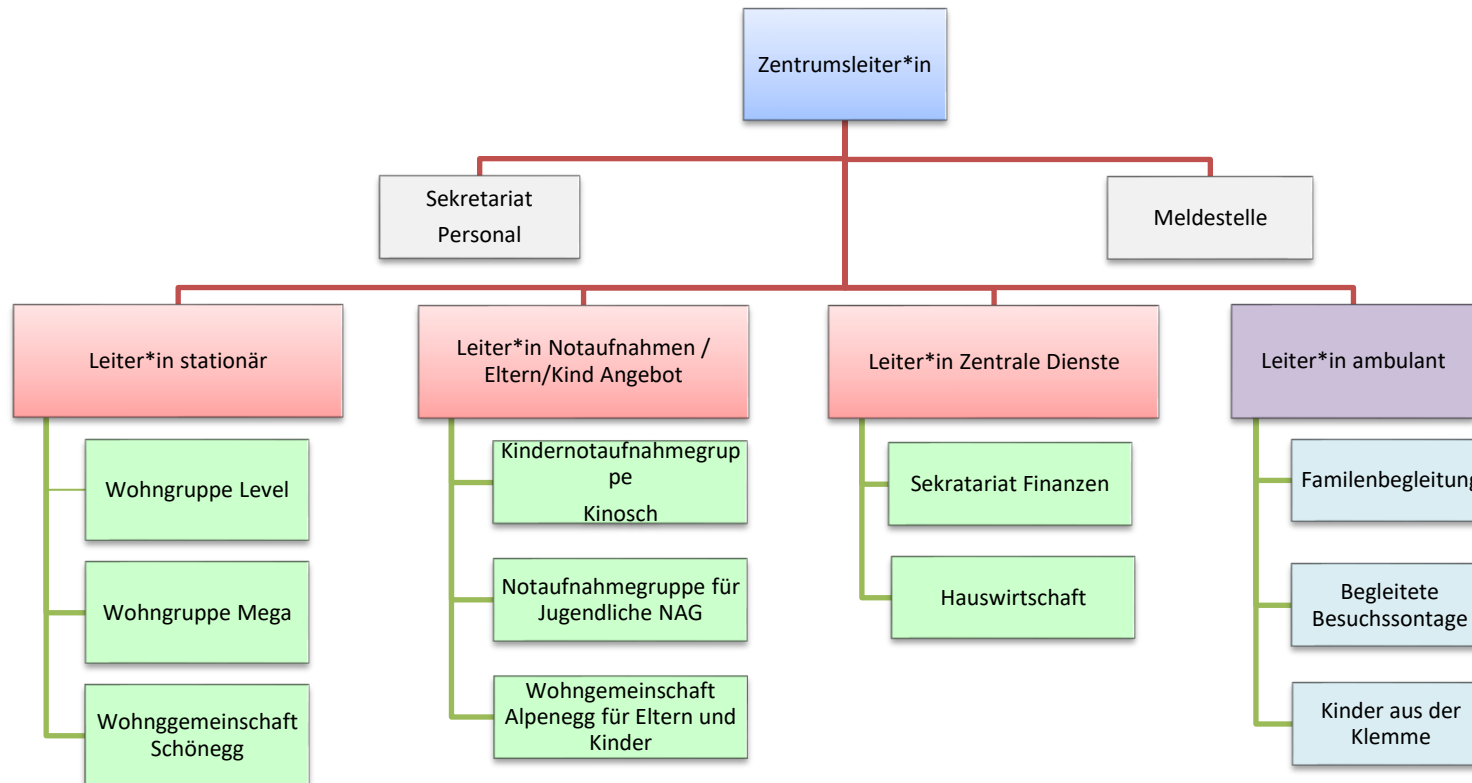 Zentrumsleiter*in
Sekretariat
Personal
Meldestelle
Leiter*in stationär
Wohngruppe Level
Wohngruppe Mega
Wohnggemeinschaft
Schönegg
Leiter*in Notaufnahmen /
Eltern/Kind Angebot
Kindernotaufnahmegrup
pe
Kinosch
Notaufnahmegruppe für
Jugendliche NAG
Wohngemeinschaft
Alpenegg für Eltern und
Kinder
Leiter*in Zentrale Dienste
Sekratariat Finanzen
Hauswirtschaft
Leiter*in ambulant
Familenbegleitung
Begleitete
Besuchssontage
Kinder aus der
Klemme